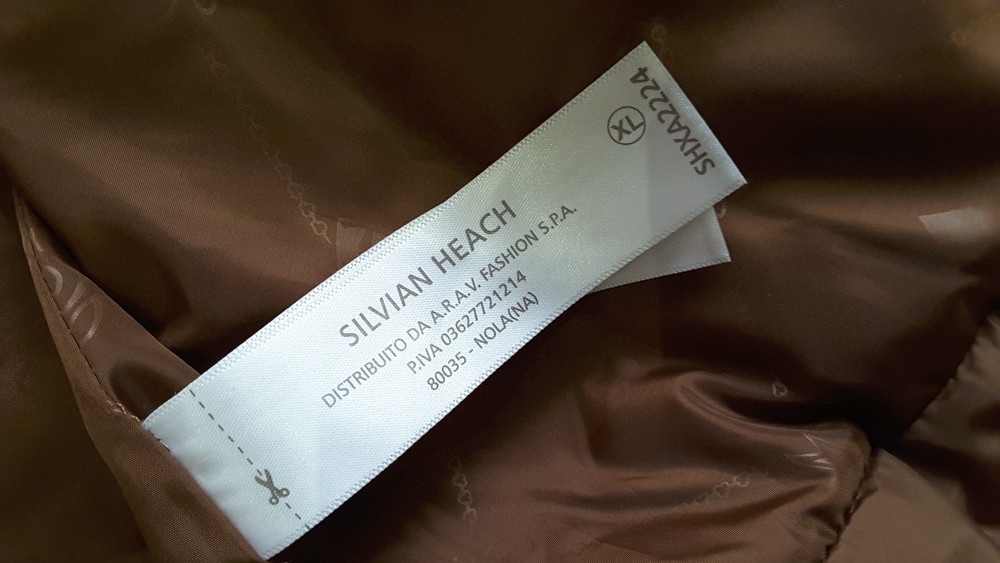 SILVIAN HEACH
DISTRIBUITO DA A.R.A.V. FASHION S.P.A.
P.IVA 03627721214
80035 - NOLA(NA)
XL
SHXA2224